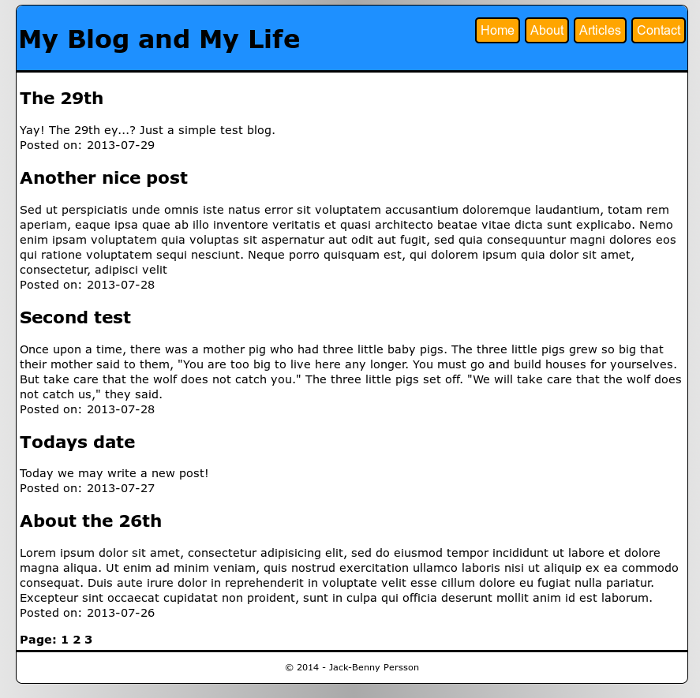 My Blog and My Life
Home About Articles Contact
The 29th
Yay! The 29th ey...? Just a simple test blog.
Posted on: 2013-07-29
Another nice post
Sed ut perspiciatis unde omnis iste natus error sit voluptatem accusantium doloremque laudantium, totam rem
aperiam, eaque ipsa quae ab illo inventore veritatis et quasi architecto beatae vitae dicta sunt explicabo. Nemo
enim ipsam voluptatem quia voluptas sit aspernatur aut odit aut fugit, sed quia consequuntur magni dolores eos
qui ratione voluptatem sequi nesciunt. Neque porro quisquam est, qui dolorem ipsum quia dolor sit amet,
consectetur, adipisci velit
Posted on: 2013-07-28
Second test
Once upon a time, there was a mother pig who had three little baby pigs. The three little pigs grew so big that
their mother said to them, "You are too big to live here any longer. You must go and build houses for yourselves.
But take care that the wolf does not catch you." The three little pigs set off. "We will take care that the wolf does
not catch us," they said.
Posted on: 2013-07-28
Todays date
Today we may write a new post!
Posted on: 2013-07-27
About the 26th
Lorem ipsum dolor sit amet, consectetur adipisicing elit, sed do eiusmod tempor incididunt ut labore et dolore
magna aliqua. Ut enim ad minim veniam, quis nostrud exercitation ullamco laboris nisi ut aliquip ex ea commodo
consequat. Duis aute irure dolor in reprehenderit in voluptate velit esse cillum dolore eu fugiat nulla pariatur.
Excepteur sint occaecat cupidatat non proident, sunt in culpa qui officia deserunt mollit anim id est laborum.
Posted on: 2013-07-26
Page: 1 2 3
© 2014 - Jack-Benny Persson